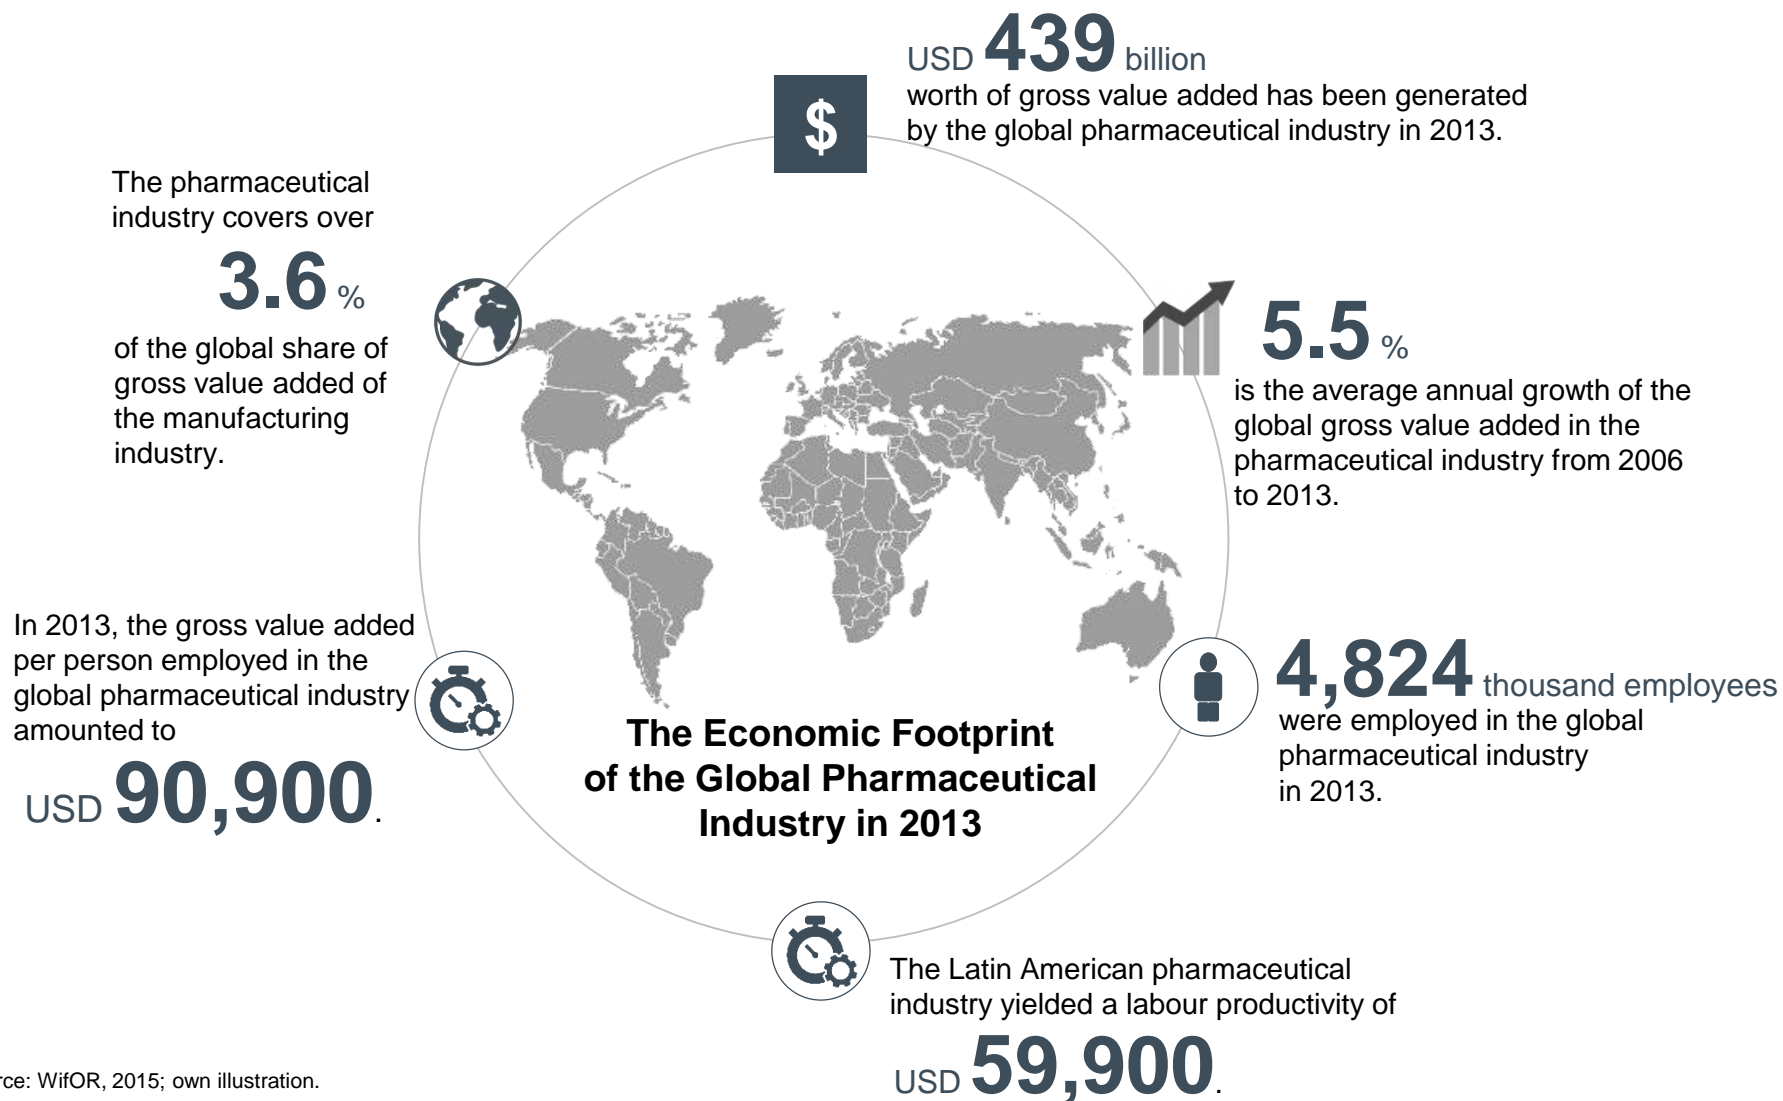 USD 439 billion
worth of gross value added has been generated
by the global pharmaceutical industry in 2013.
$
The pharmaceutical
industry covers over
3.6 %
of the global share of
gross value added of
the manufacturing
industry.
5.5 %
is the average annual growth of the
global gross value added in the
pharmaceutical industry from 2006
to 2013.
In 2013, the gross value added
per person employed in the
global pharmaceutical industry
amounted to
USD 90,900.
4,824 thousand employees
were employed in the global
pharmaceutical industry
in 2013.
The Economic Footprint
of the Global Pharmaceutical
Industry in 2013
The Latin American pharmaceutical
industry yielded a labour productivity of
USD 59,900.
rce: WifOR, 2015; own illustration.